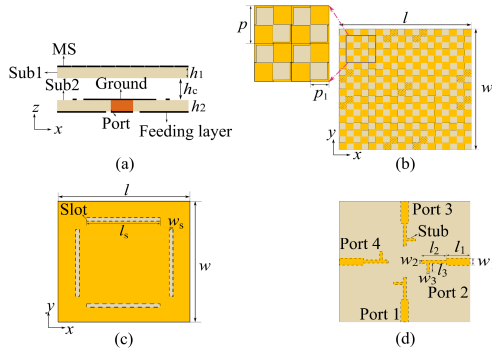 MS
Sub1
Sub2
Ground
h1
hc
h2
z
x
Port
Feeding layer
(a)
p
p1
l
w
y
x
(b)
l
Slot
ls
ws
w
y
x
(c)
Port 3
Stub
Port 4
l2
l1
w2
w
l3
w3
Port 2
Port 1
(d)